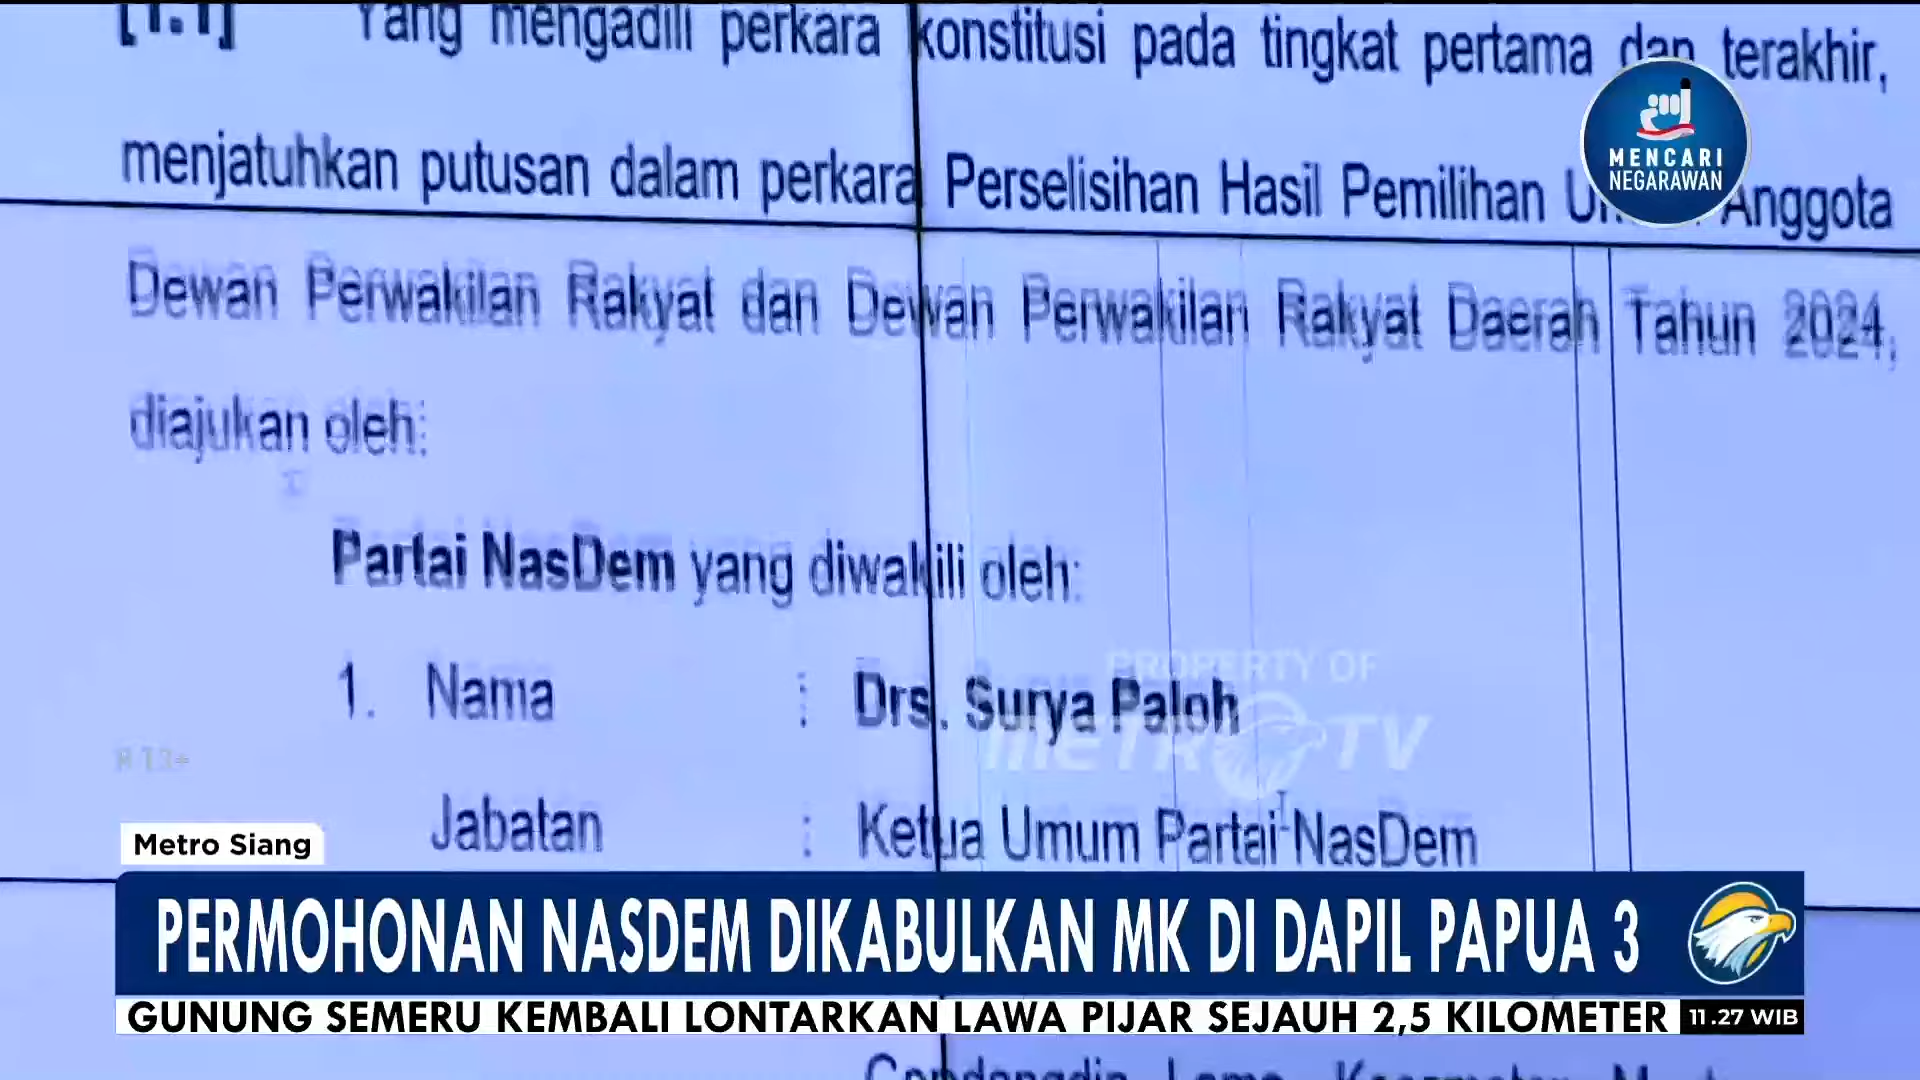 [1.1] Yang mengadili perkara konstitusi pada tingkat pertama dan terakhir,
menjatuhkan putusan dalam perkara Perselisihan Hasil Pemilihan Anggota
MENCARI
NEGARAWAN
Dewan Perwakilan Rakyat dan Dewan Perwakilan Rakyat Daerah Tahun 2024,
diajukan oleh:
Partai NasDem yang diwakili oleh:
1. Nama : Drs. Surya Paloh
PROPERTY OF
METRO TV
R 13+
Jabatan : Ketua Umum Partai NasDem
Metro Siang
PERMOHONAN NASDEM DIKABULKAN MK DI DAPIL PAPUA 3
GUNUNG SEMERU KEMBALI LONTARKAN LAWA PIJAR SEJAUH 2,5 KILOMETER
11.27 WIB